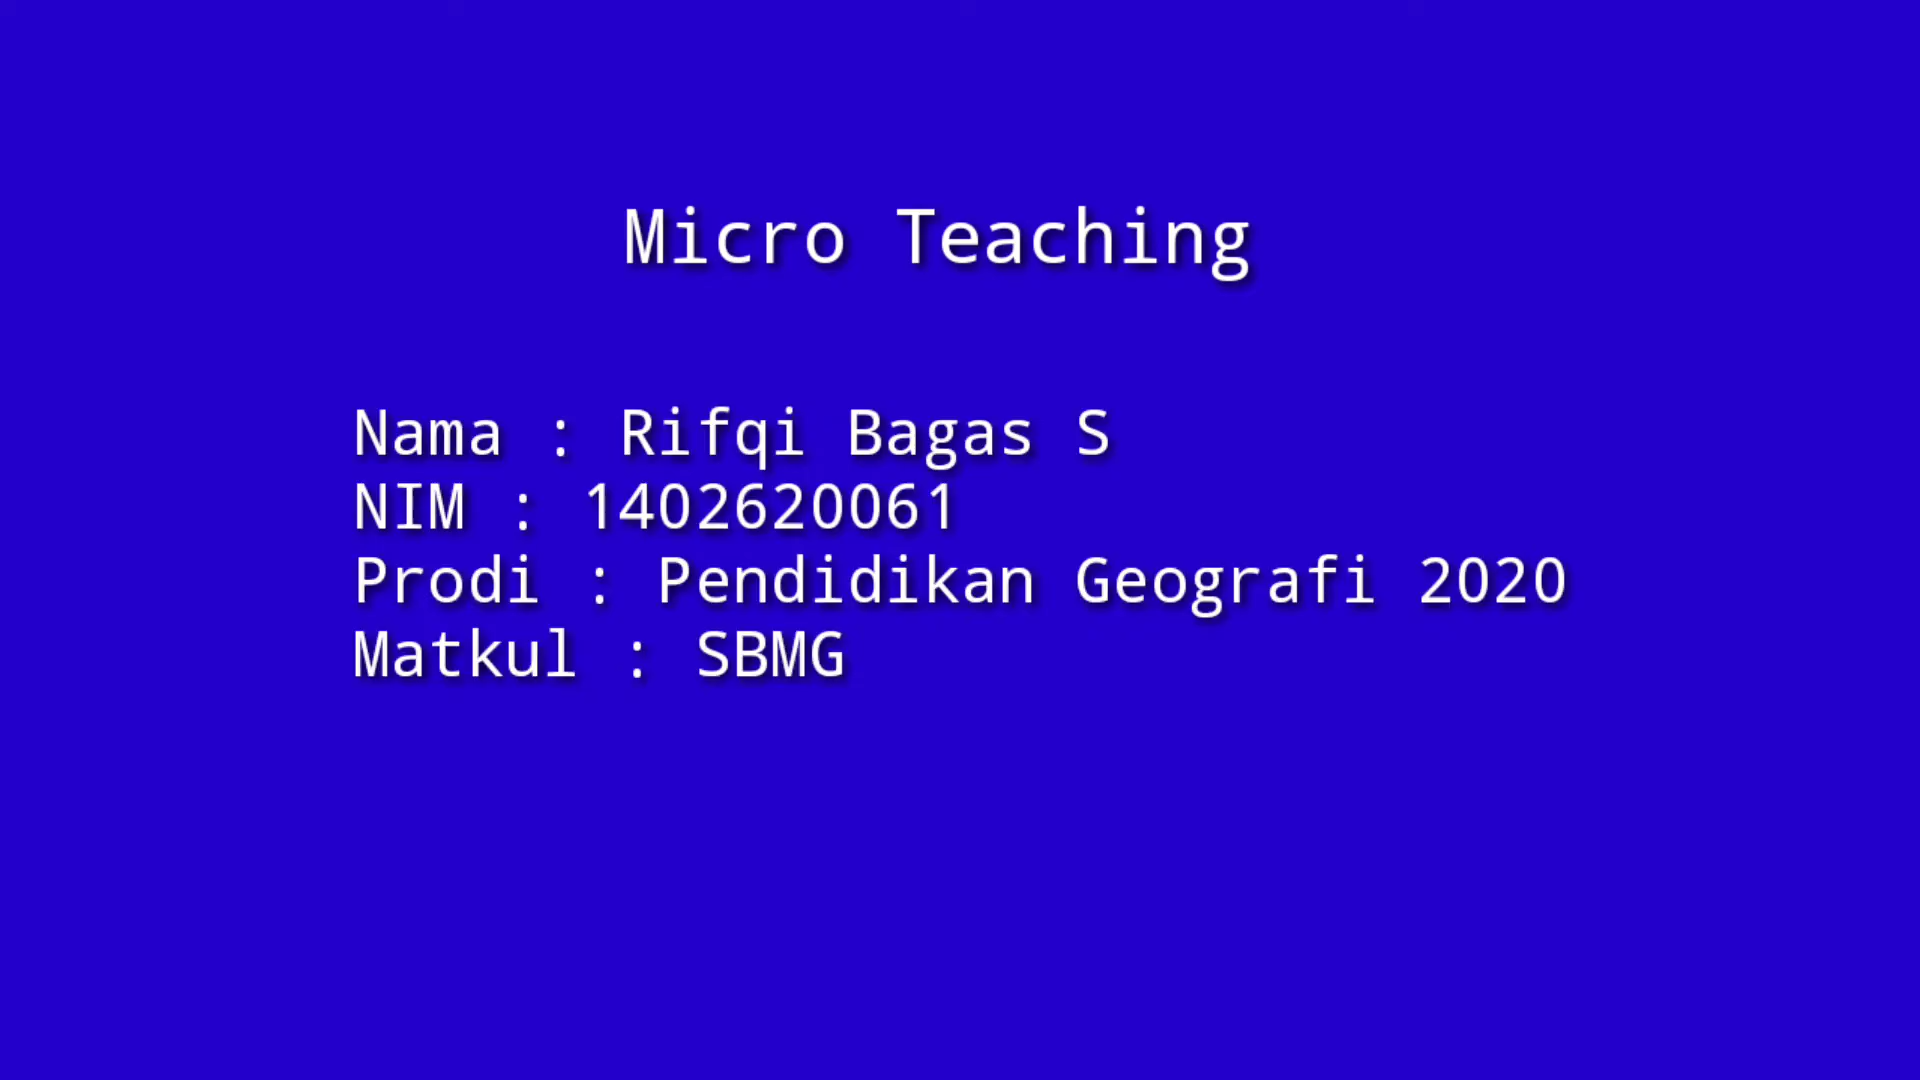 Micro Teaching
Nama : Rifqi Bagas S
NIM : 1402620061
Prodi : Pendidikan Geografi 2020
Matkul : SBMG